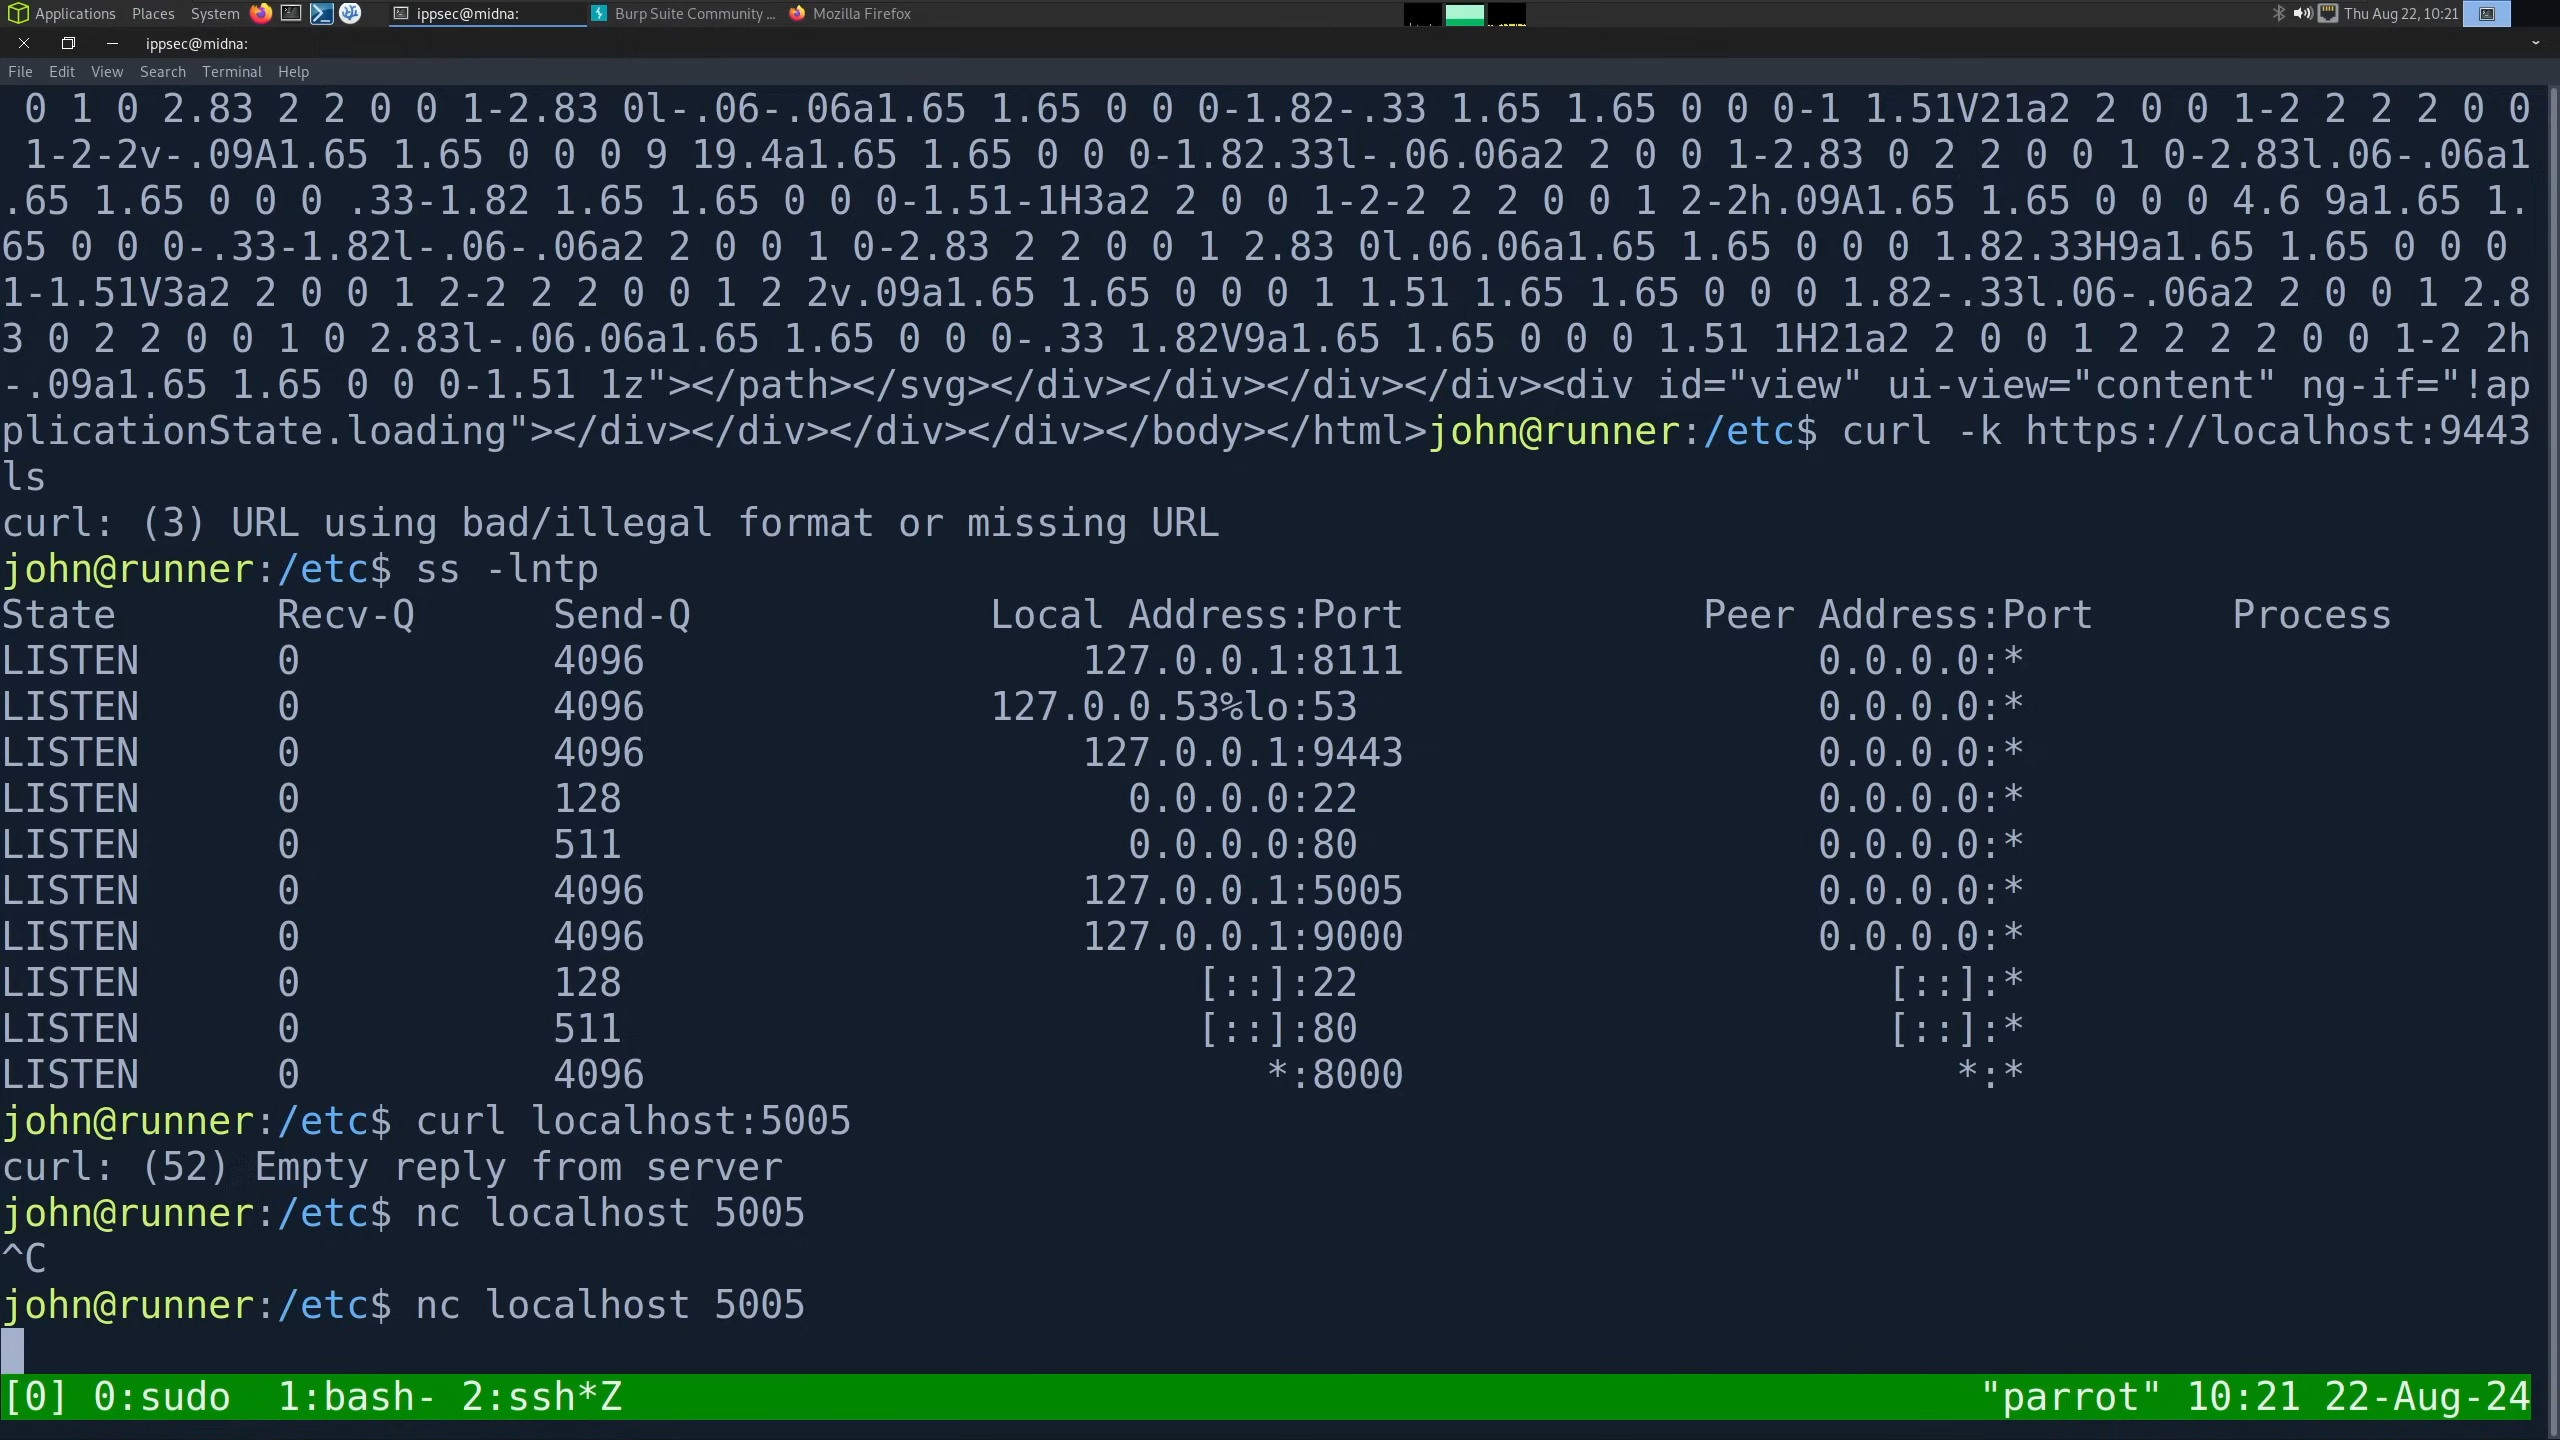 Applications Places System ippsec@midna: Burp Suite Community ... Mozilla Firefox Thu Aug 22, 10:21
ippsec@midna:
File Edit View Search Terminal Help
0 1 0 2.83 2 2 0 0 1-2.83 0l-.06-.06a1.65 1.65 0 0 0-1.82-.33 1.65 1.65 0 0 0-1 1.51V21a2 2 0 0 1-2 2 2 2 0 0
1-2-2v-.09A1.65 1.65 0 0 0 9 19.4a1.65 1.65 0 0 0-1.82.33l-.06.06a2 2 0 0 1-2.83 0 2 2 0 0 1 0-2.83l.06-.06a1
.65 1.65 0 0 0 .33-1.82 1.65 1.65 0 0 0-1.51-1H3a2 2 0 0 1-2-2 2 2 0 0 1 2-2h.09A1.65 1.65 0 0 0 4.6 9a1.65 1.
65 0 0 0-.33-1.82l-.06-.06a2 2 0 0 1 0-2.83 2 2 0 0 1 2.83 0l.06.06a1.65 1.65 0 0 0 1.82.33H9a1.65 1.65 0 0 0
1-1.51V3a2 2 0 0 1 2-2 2 2 0 0 1 2 2v.09a1.65 1.65 0 0 0 1 1.51 1.65 1.65 0 0 0 1.82-.33l.06-.06a2 2 0 0 1 2.8
3 0 2 2 0 0 1 0 2.83l-.06.06a1.65 1.65 0 0 0-.33 1.82V9a1.65 1.65 0 0 0 1.51 1H21a2 2 0 0 1 2 2 2 2 0 0 1-2 2h
-.09a1.65 1.65 0 0 0-1.51 1z"></path></svg></div></div></div></div><div id="view" ui-view="content" ng-if="!ap
plicationState.loading"></div></div></div></div></body></html>john@runner:/etc$ curl -k https://localhost:9443
ls
curl: (3) URL using bad/illegal format or missing URL
john@runner:/etc$ ss -lntp
State Recv-Q Send-Q Local Address:Port Peer Address:Port Process
LISTEN 0 4096 127.0.0.1:8111 0.0.0.0:*
LISTEN 0 4096 127.0.0.53%lo:53 0.0.0.0:*
LISTEN 0 4096 127.0.0.1:9443 0.0.0.0:*
LISTEN 0 128 0.0.0.0:22 0.0.0.0:*
LISTEN 0 511 0.0.0.0:80 0.0.0.0:*
LISTEN 0 4096 127.0.0.1:5005 0.0.0.0:*
LISTEN 0 4096 127.0.0.1:9000 0.0.0.0:*
LISTEN 0 128 [::]:22 [::]:*
LISTEN 0 511 [::]:80 [::]:*
LISTEN 0 4096 *:8000 *:*
john@runner:/etc$ curl localhost:5005
curl: (52) Empty reply from server
john@runner:/etc$ nc localhost 5005
^C
john@runner:/etc$ nc localhost 5005
[0] 0:sudo 1:bash- 2:ssh*Z "parrot" 10:21 22-Aug-24